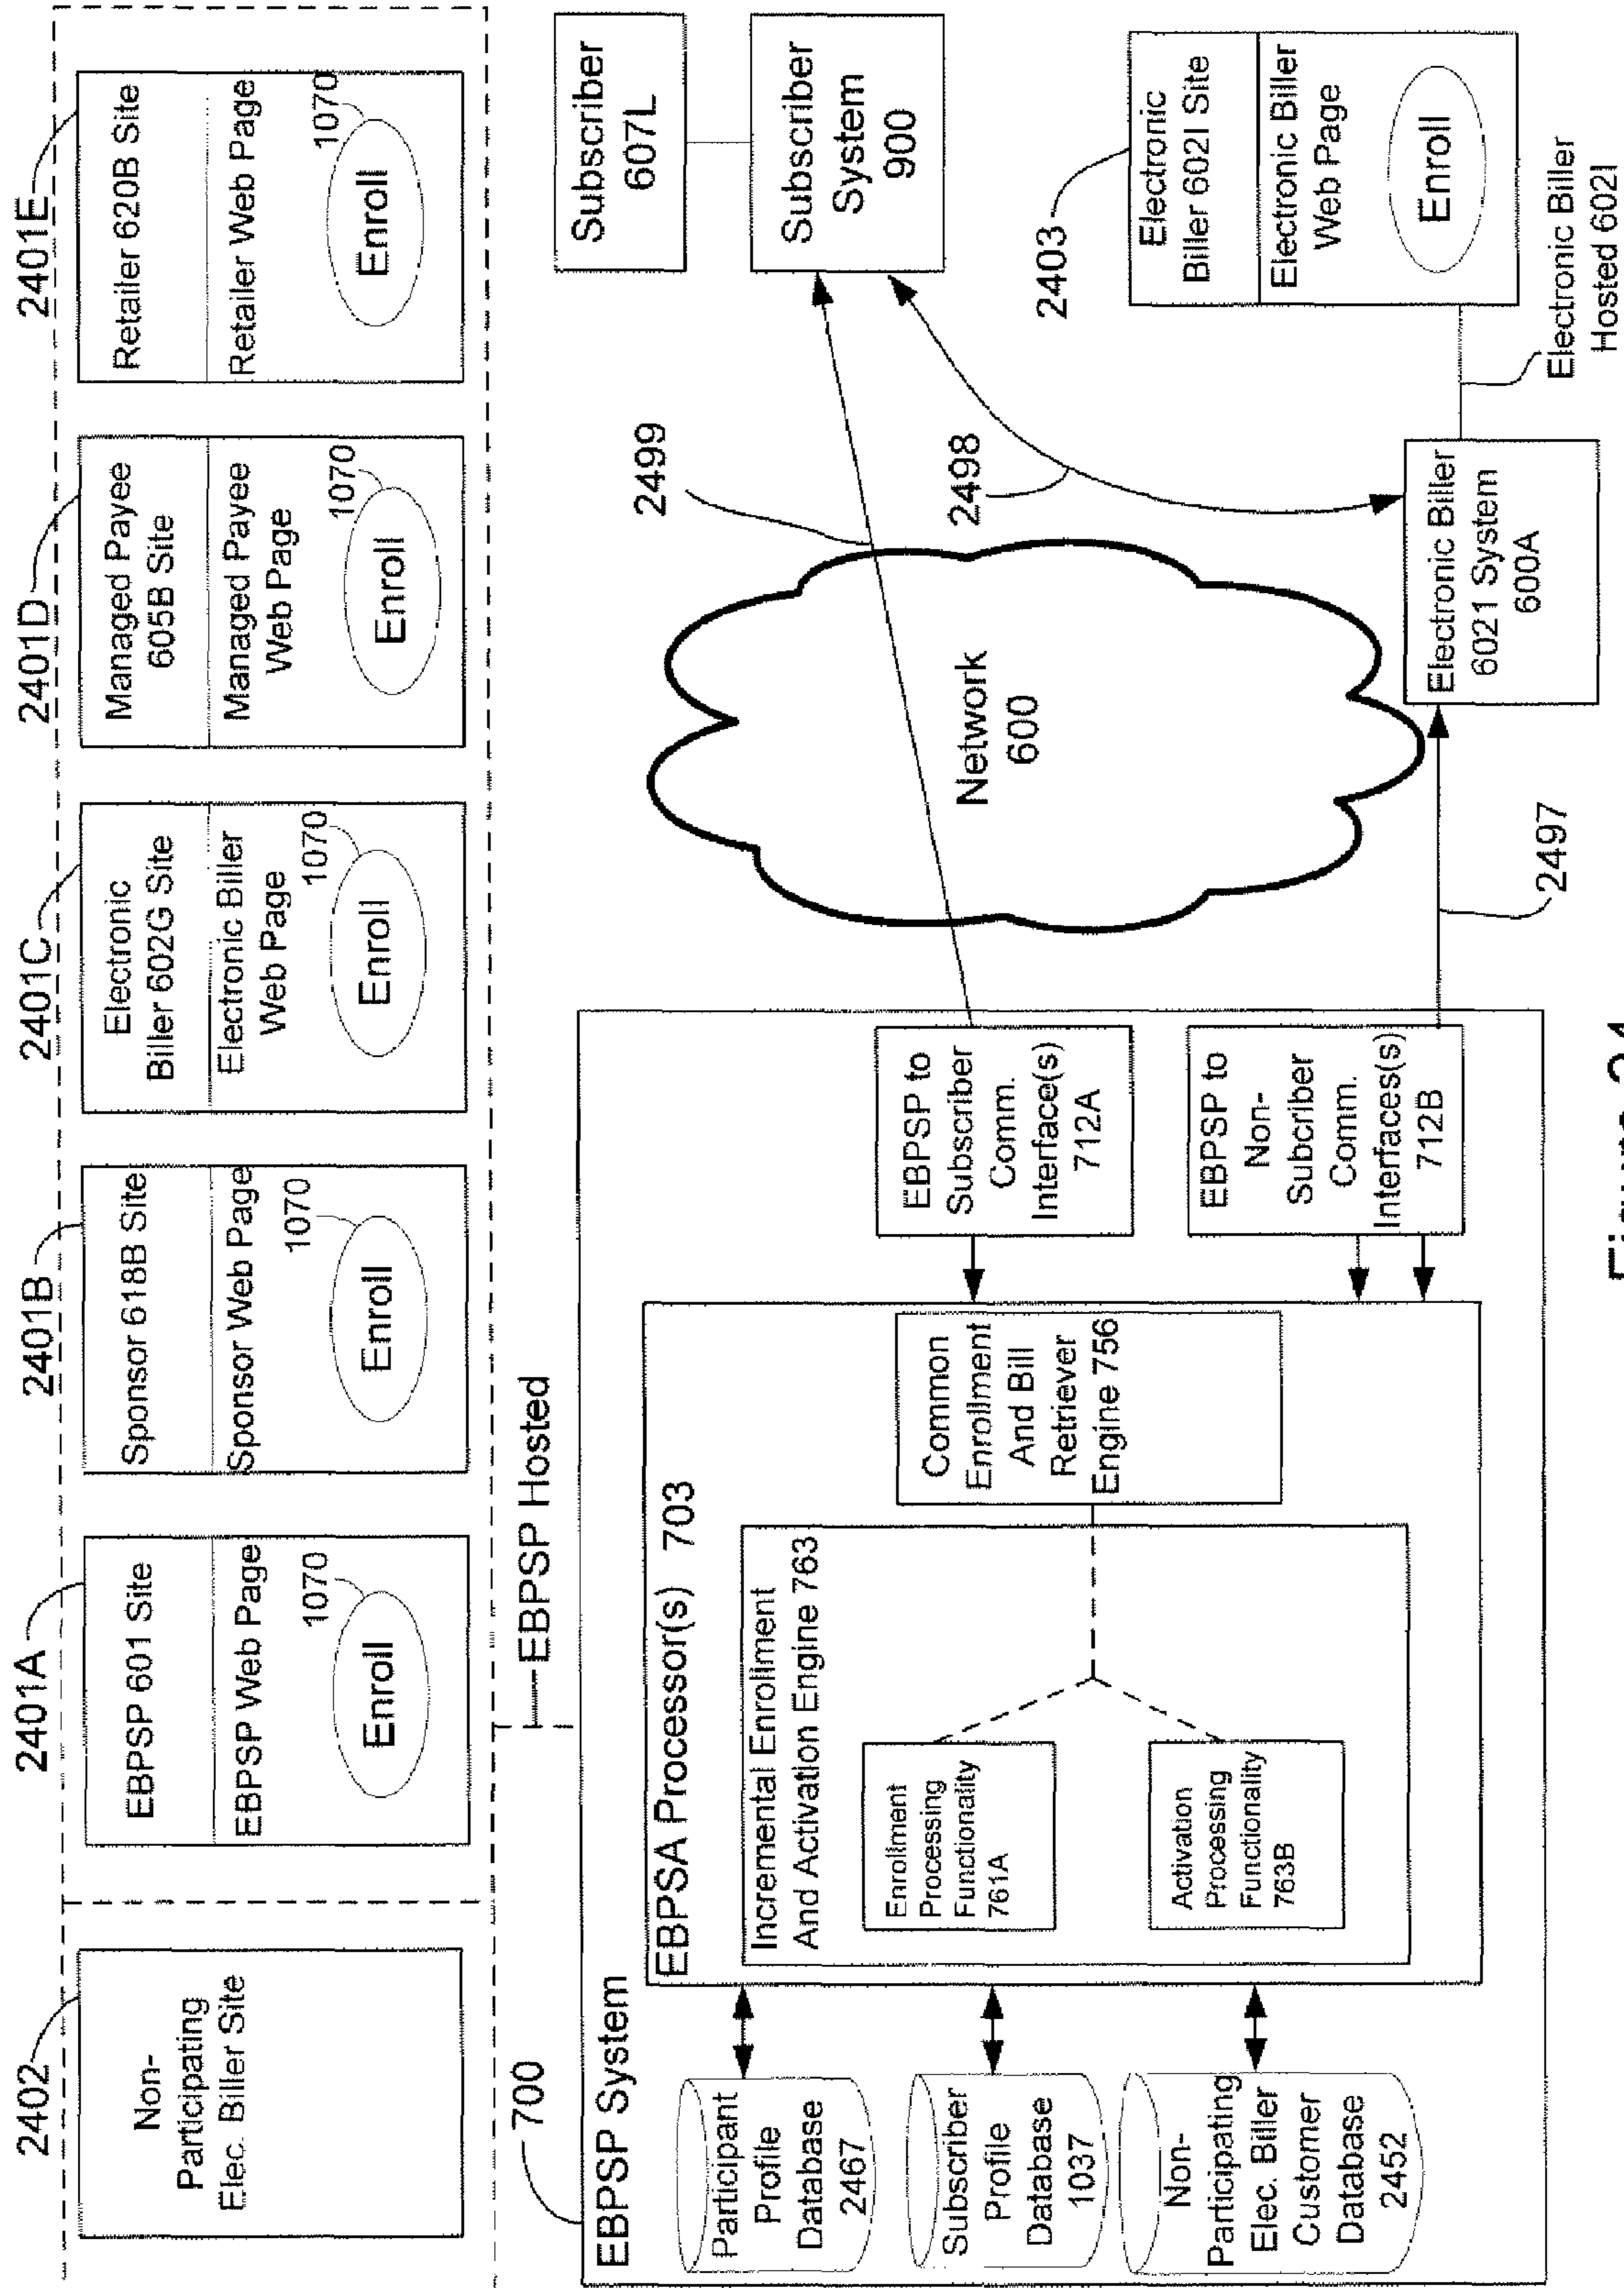 2402
Non-
Participating
Elec. Biller Site
2401A
EBPSP 601 Site
EBPSP Web Page
1070
Enroll
2401B
Sponsor 618B Site
Sponsor Web Page
1070
Enroll
2401C
Electronic
Biller 602G Site
Electronic Biller
Web Page
1070
Enroll
2401D
Managed Payee
605B Site
Managed Payee
Web Page
1070
Enroll
2401E
Retailer 620B Site
Retailer Web Page
1070
Enroll
EBPSP Hosted
700
EBPSP System
Participant
Profile
Database
2467
Subscriber
Profile
Database
1037
Non-
Participating
Elec. Biller
Customer
Database
2452
EBPSA Processor(s) 703
Incremental Enrollment
And Activation Engine 763
Enrollment
Processing
Functionality
761A
Activation
Processing
Functionality
763B
Common
Enrollment
And Bill
Retriever
Engine 756
EBPSP to
Subscriber
Comm.
Interface(s)
712A
EBPSP to
Non-
Subcriber
Comm.
Interfaces(s)
712B
Network
600
2499
2498
2497
Subscriber
607L
Subscriber
System
900
2403
Electronic
Biller 602I Site
Electronic Biller
Web Page
Enroll
Electronic Biller
6021 System
600A
Electronic Biller
Hosted 602I
Figure 24